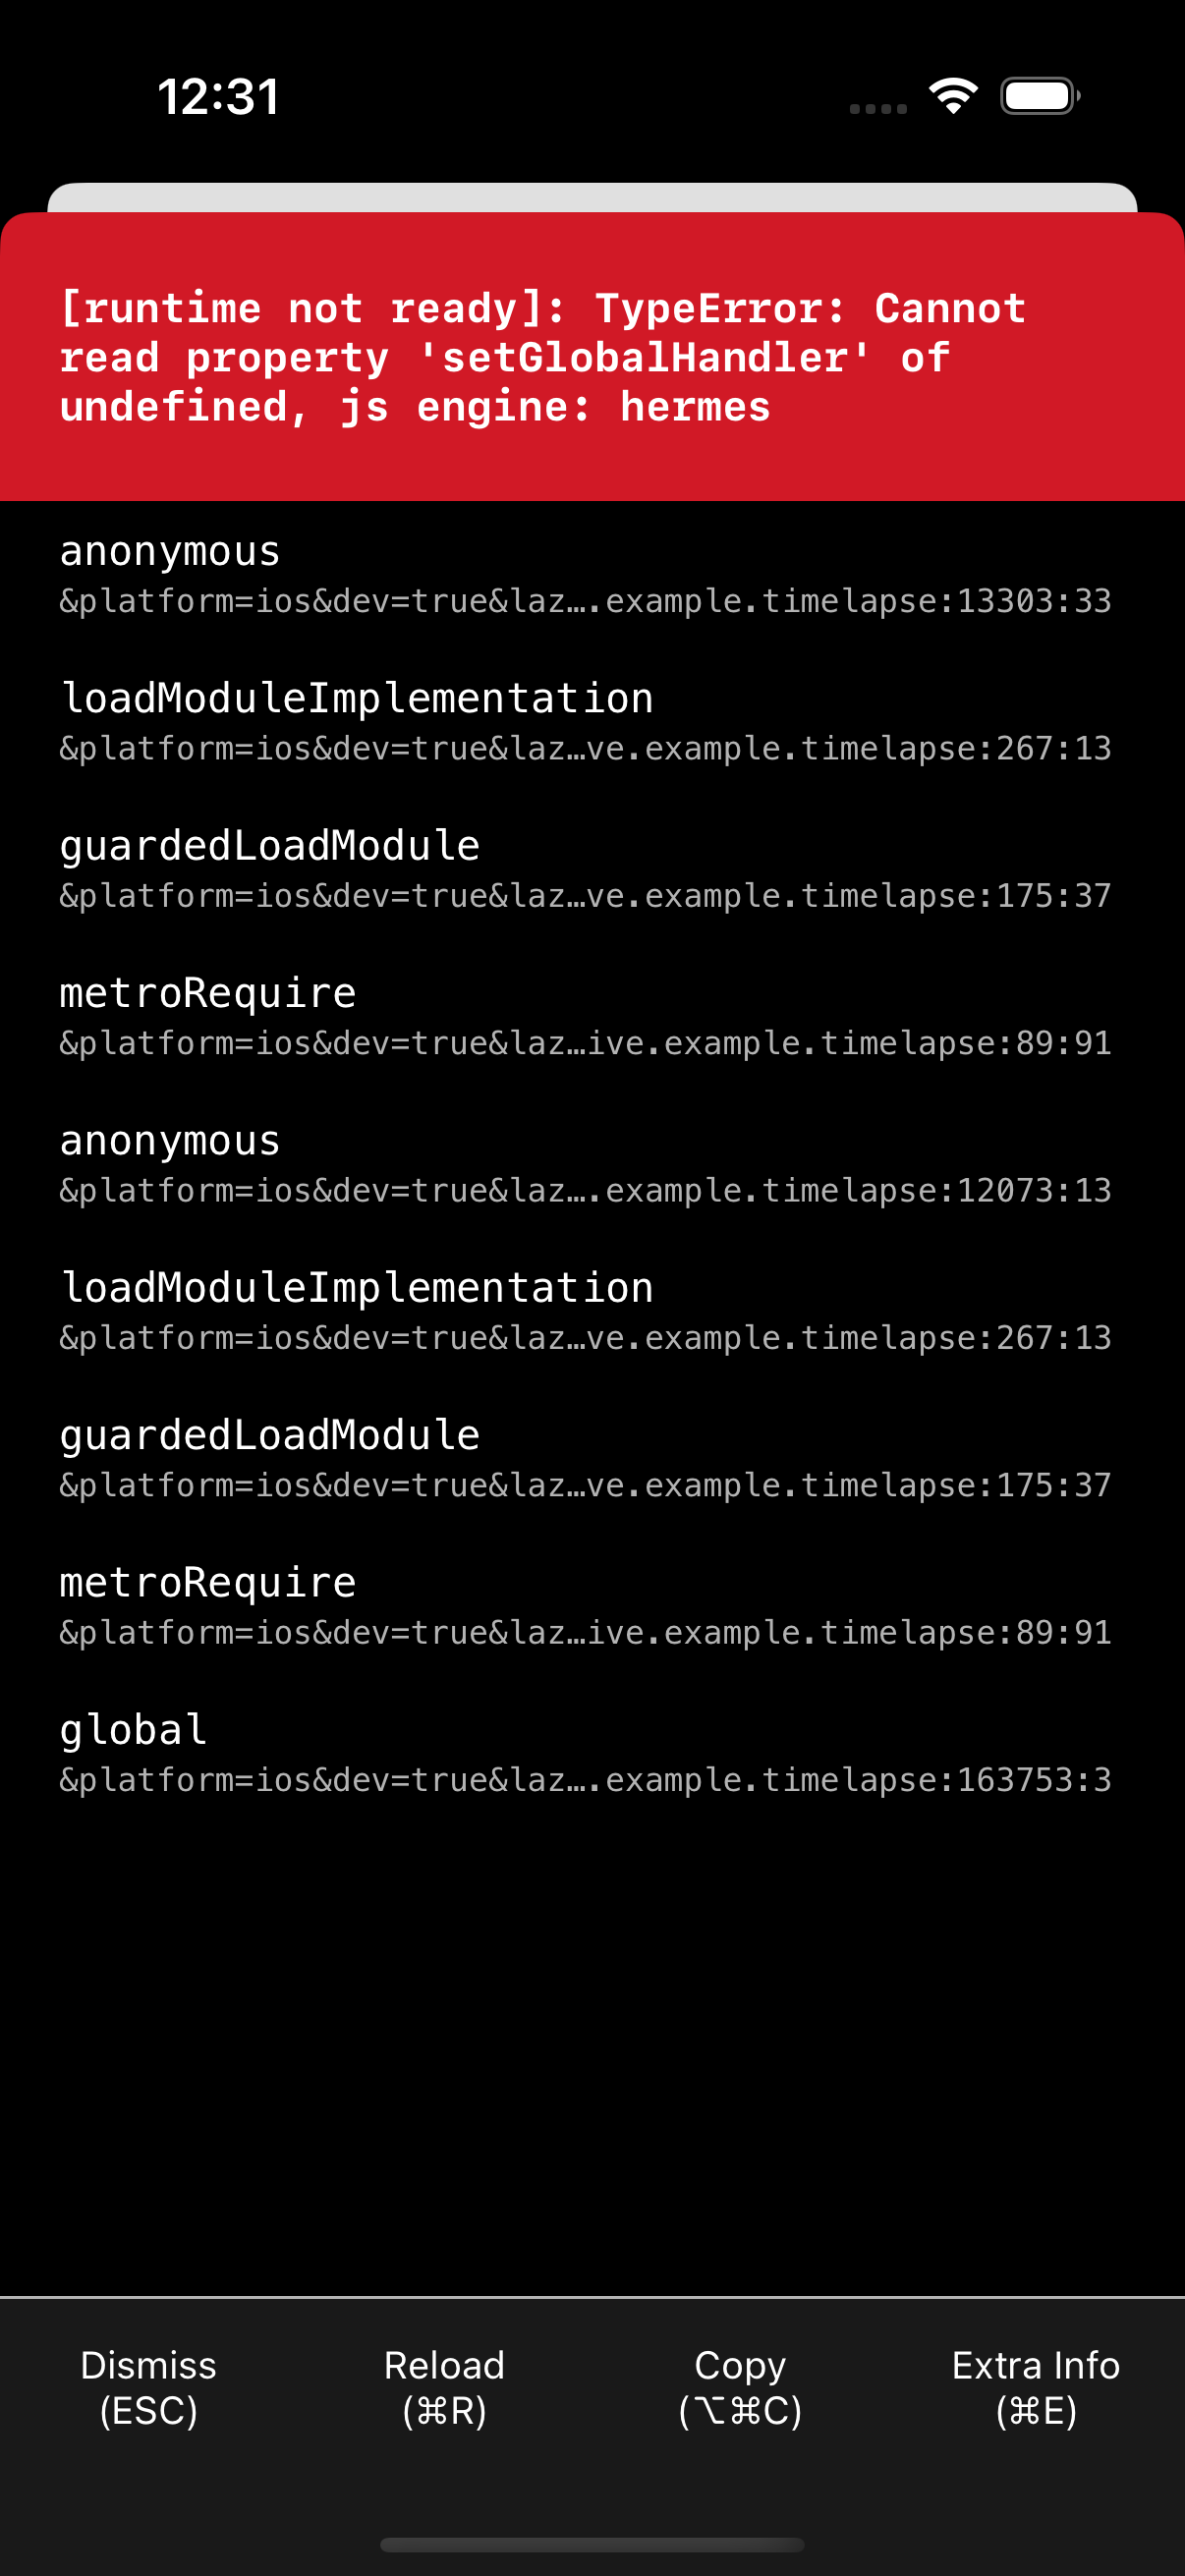 12:31
[runtime not ready]: TypeError: Cannot
read property 'setGlobalHandler' of
undefined, js engine: hermes
anonymous
&platform=ios&dev=true&laz….example.timelapse:13303:33
loadModuleImplementation
&platform=ios&dev=true&laz…ve.example.timelapse:267:13
guardedLoadModule
&platform=ios&dev=true&laz…ve.example.timelapse:175:37
metroRequire
&platform=ios&dev=true&laz…ive.example.timelapse:89:91
anonymous
&platform=ios&dev=true&laz….example.timelapse:12073:13
loadModuleImplementation
&platform=ios&dev=true&laz…ve.example.timelapse:267:13
guardedLoadModule
&platform=ios&dev=true&laz…ve.example.timelapse:175:37
metroRequire
&platform=ios&dev=true&laz…ive.example.timelapse:89:91
global
&platform=ios&dev=true&laz….example.timelapse:163753:3
Dismiss Reload Copy Extra Info
(ESC) (⌘R) (⌥⌘C) (⌘E)